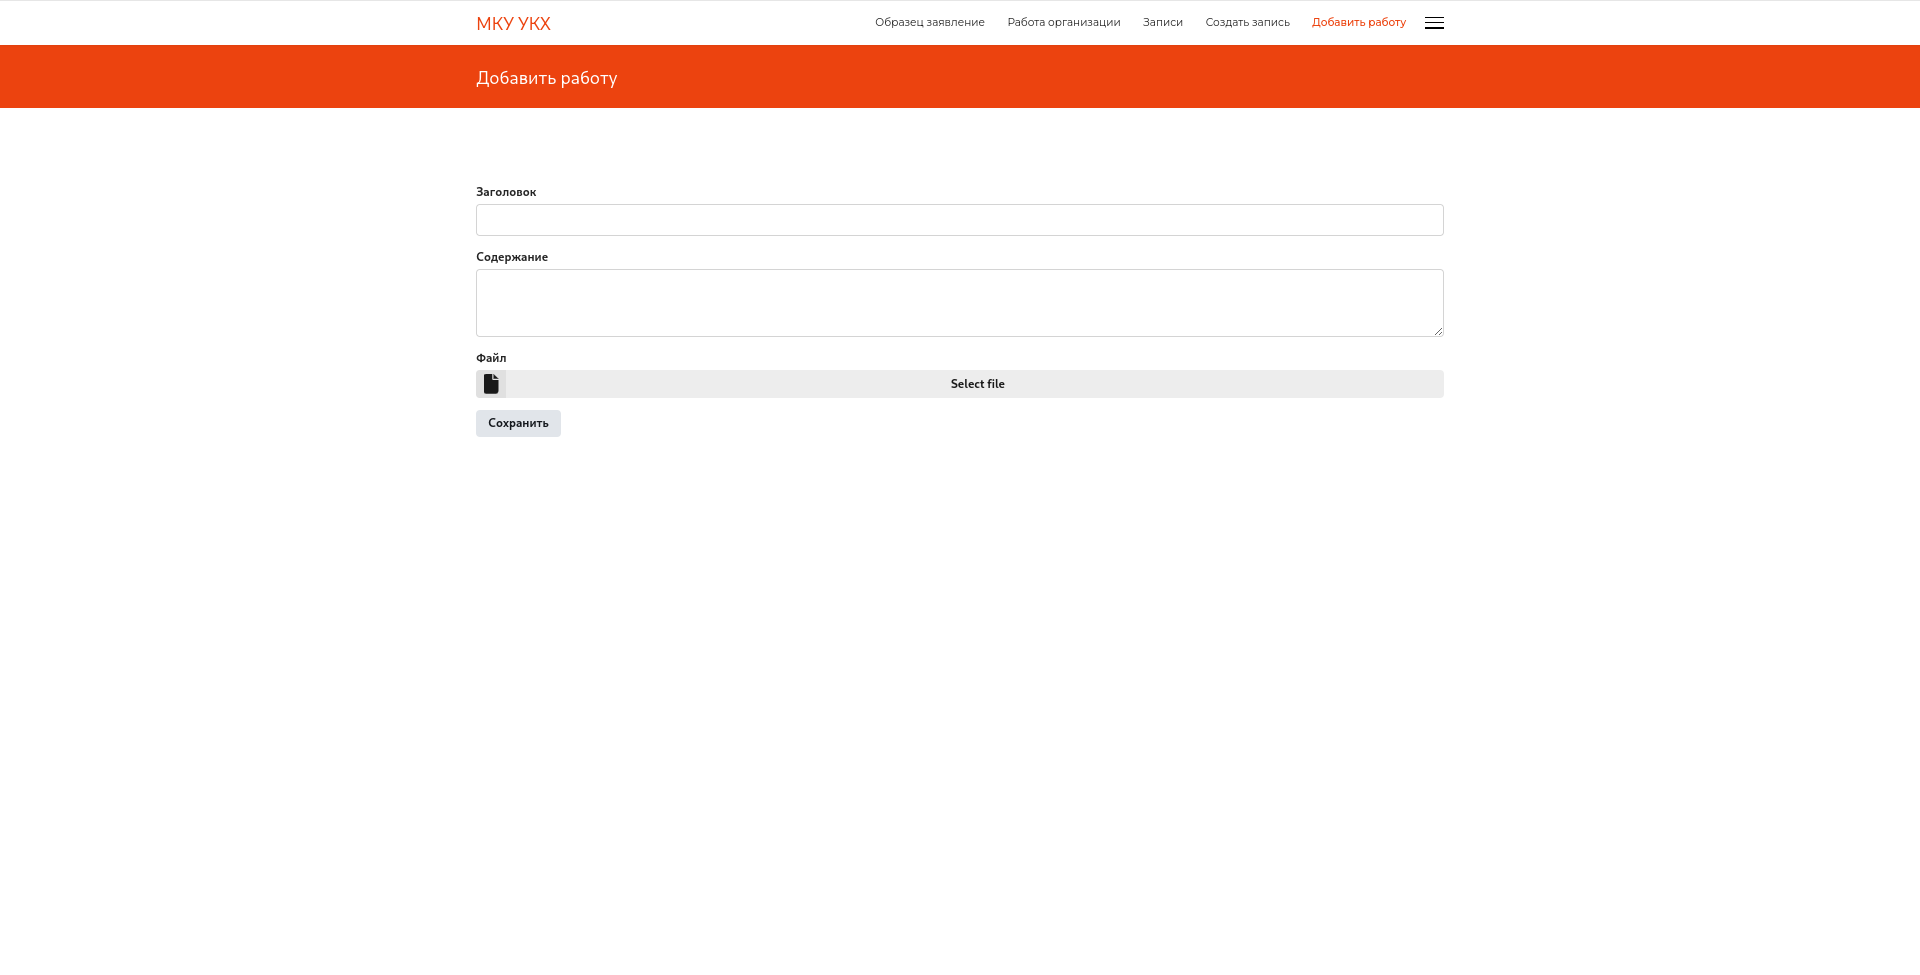 МКУ УКХ
Образец заявление Работа организации Записи Создать запись Добавить работу
Добавить работу
Заголовок
Содержание
Файл
Select file
Сохранить